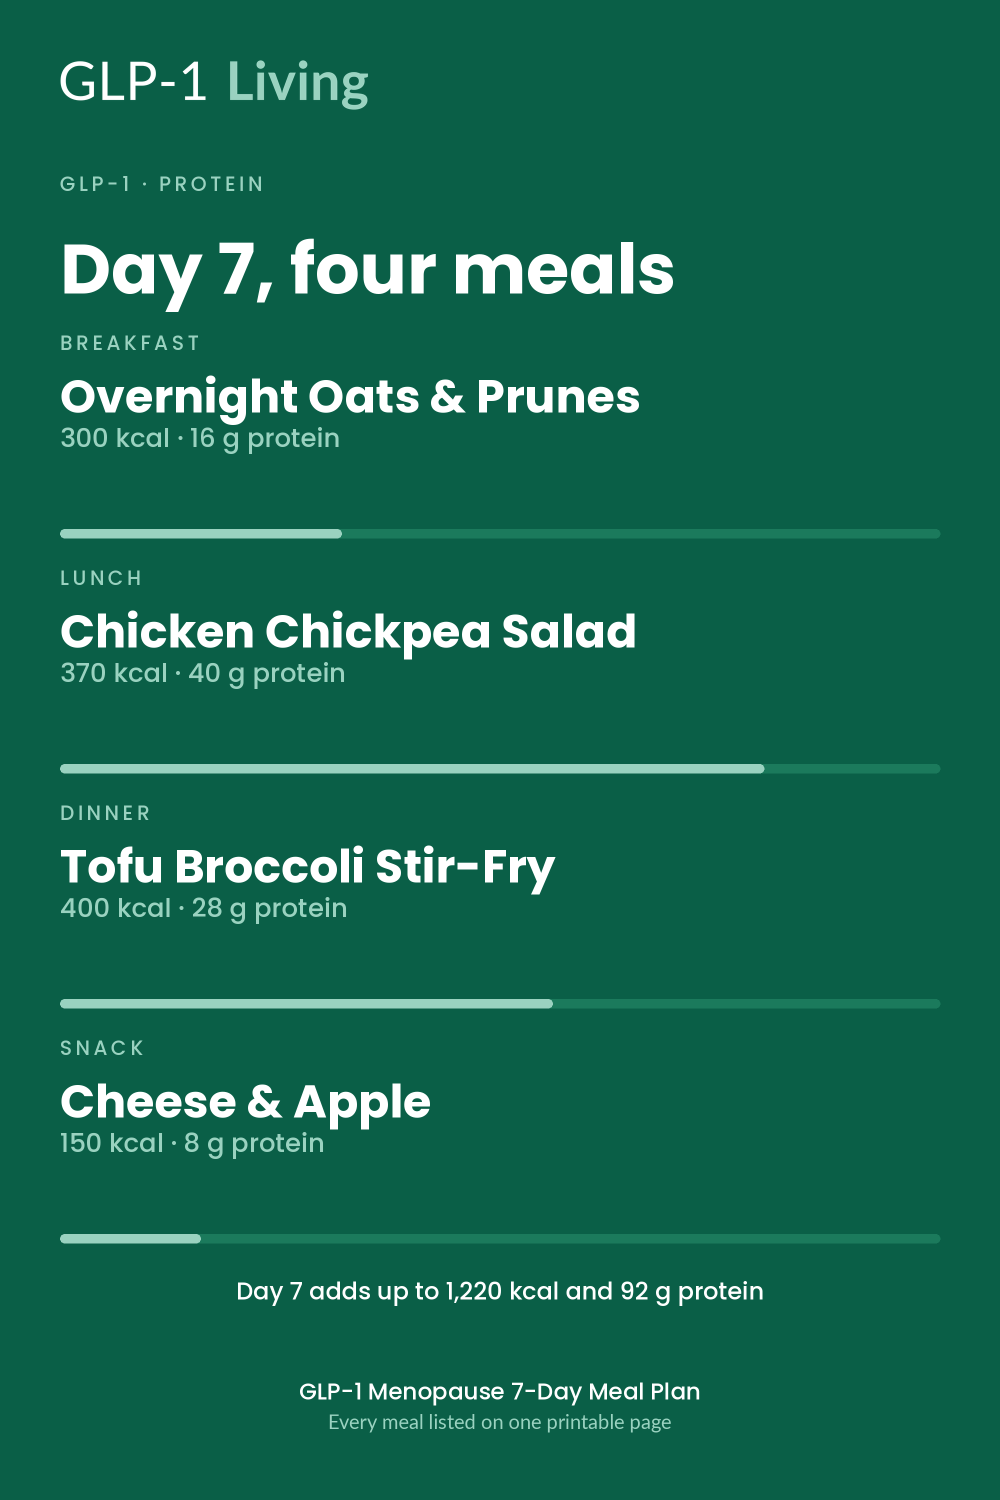 GLP-1 Living
GLP-1 · PROTEIN
Day 7, four meals
BREAKFAST
Overnight Oats & Prunes
300 kcal · 16 g protein
LUNCH
Chicken Chickpea Salad
370 kcal · 40 g protein
DINNER
Tofu Broccoli Stir-Fry
400 kcal · 28 g protein
SNACK
Cheese & Apple
150 kcal · 8 g protein
Day 7 adds up to 1,220 kcal and 92 g protein
GLP-1 Menopause 7-Day Meal Plan
Every meal listed on one printable page